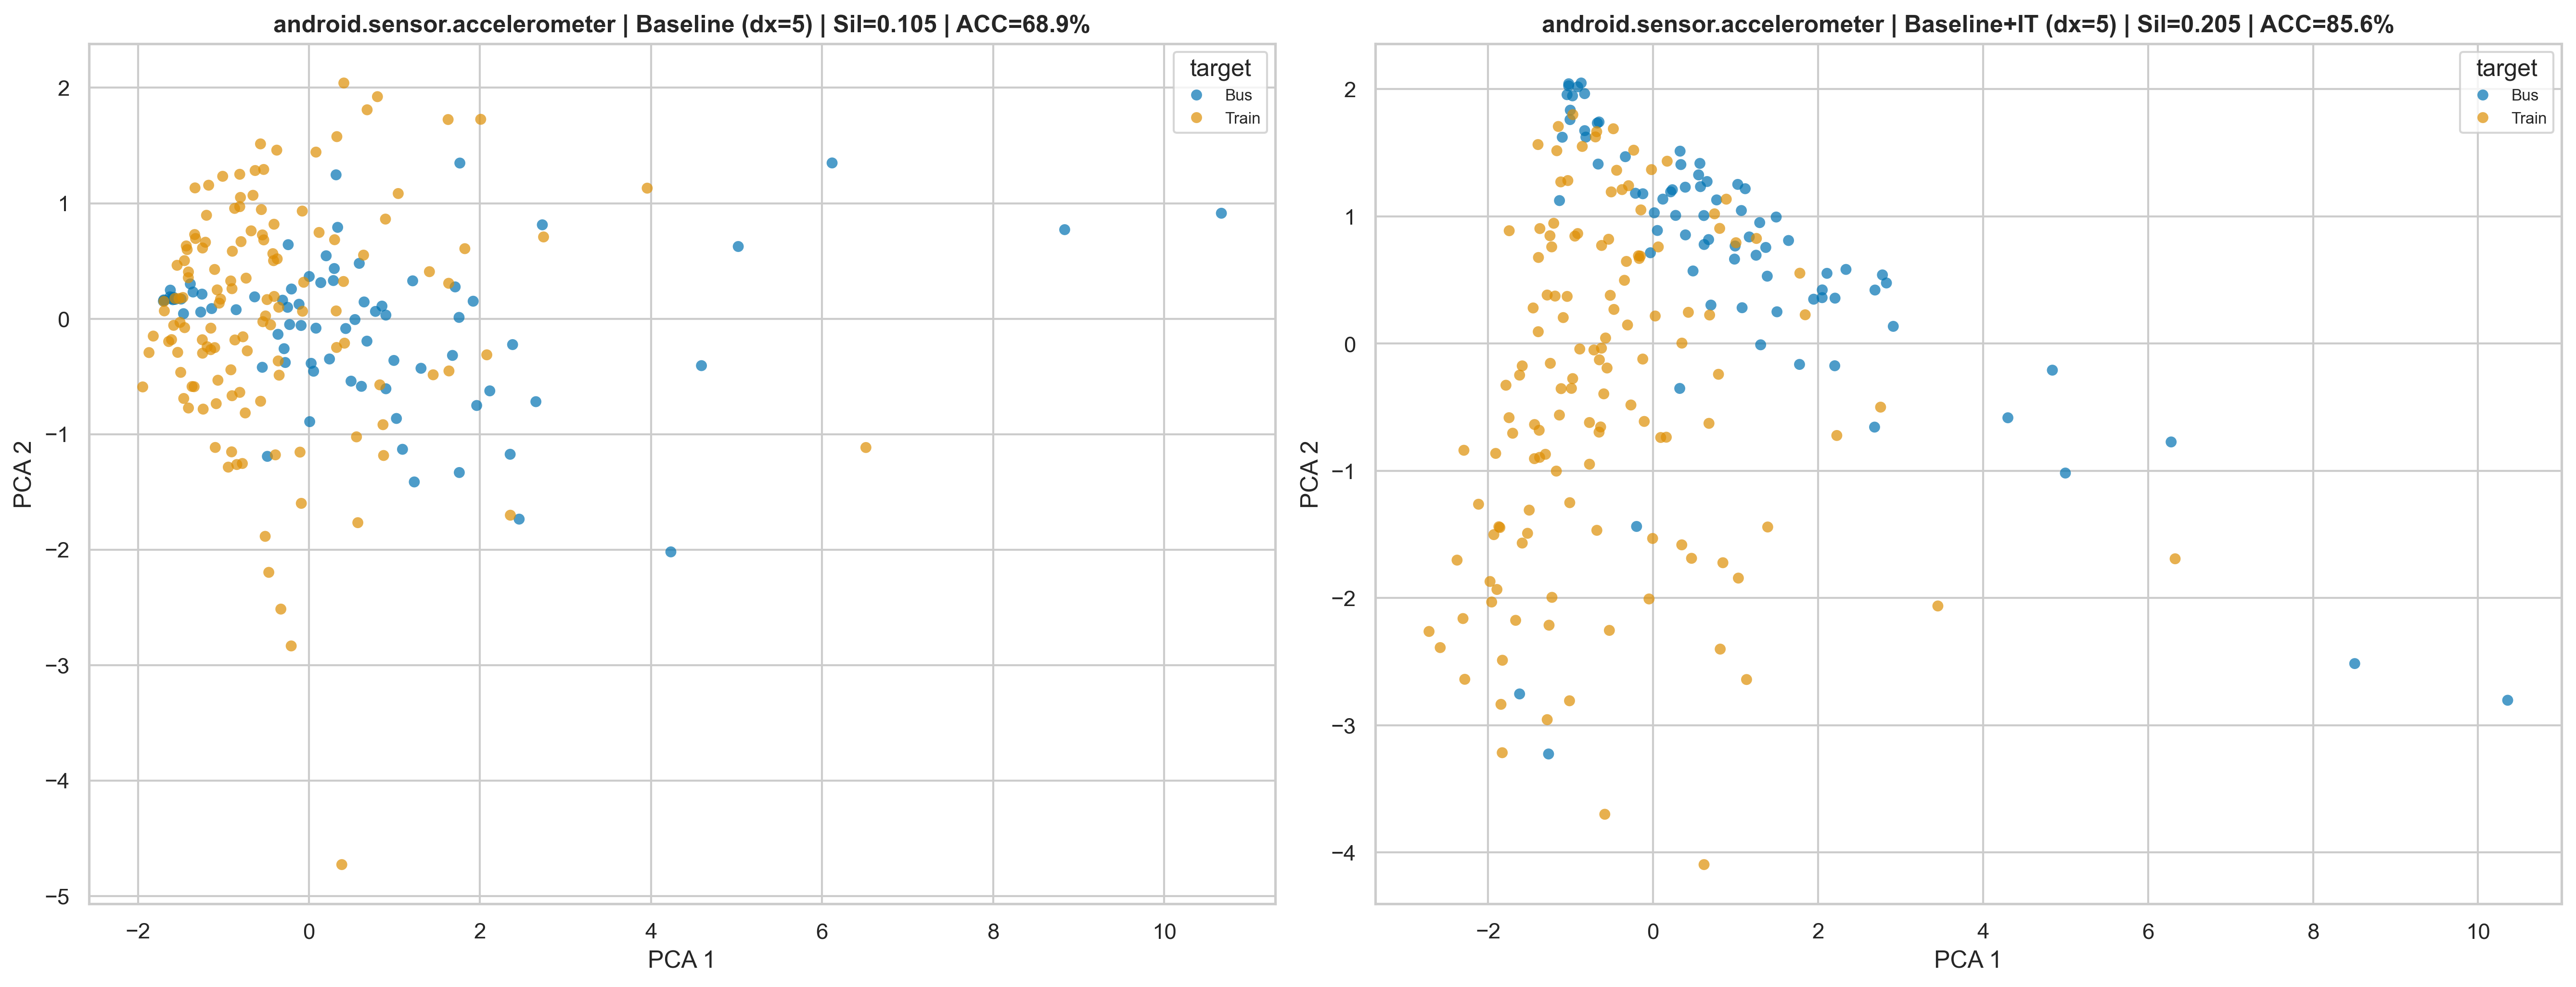 android.sensor.accelerometer | Baseline (dx=5) | Sil=0.105 | ACC=68.9%
target
Bus
Train
2
1
0
−1
−2
−3
−4
−5
PCA 2
−2 0 2 4 6 8 10
PCA 1
android.sensor.accelerometer | Baseline+IT (dx=5) | Sil=0.205 | ACC=85.6%
target
Bus
Train
2
1
0
−1
−2
−3
−4
PCA 2
−2 0 2 4 6 8 10
PCA 1